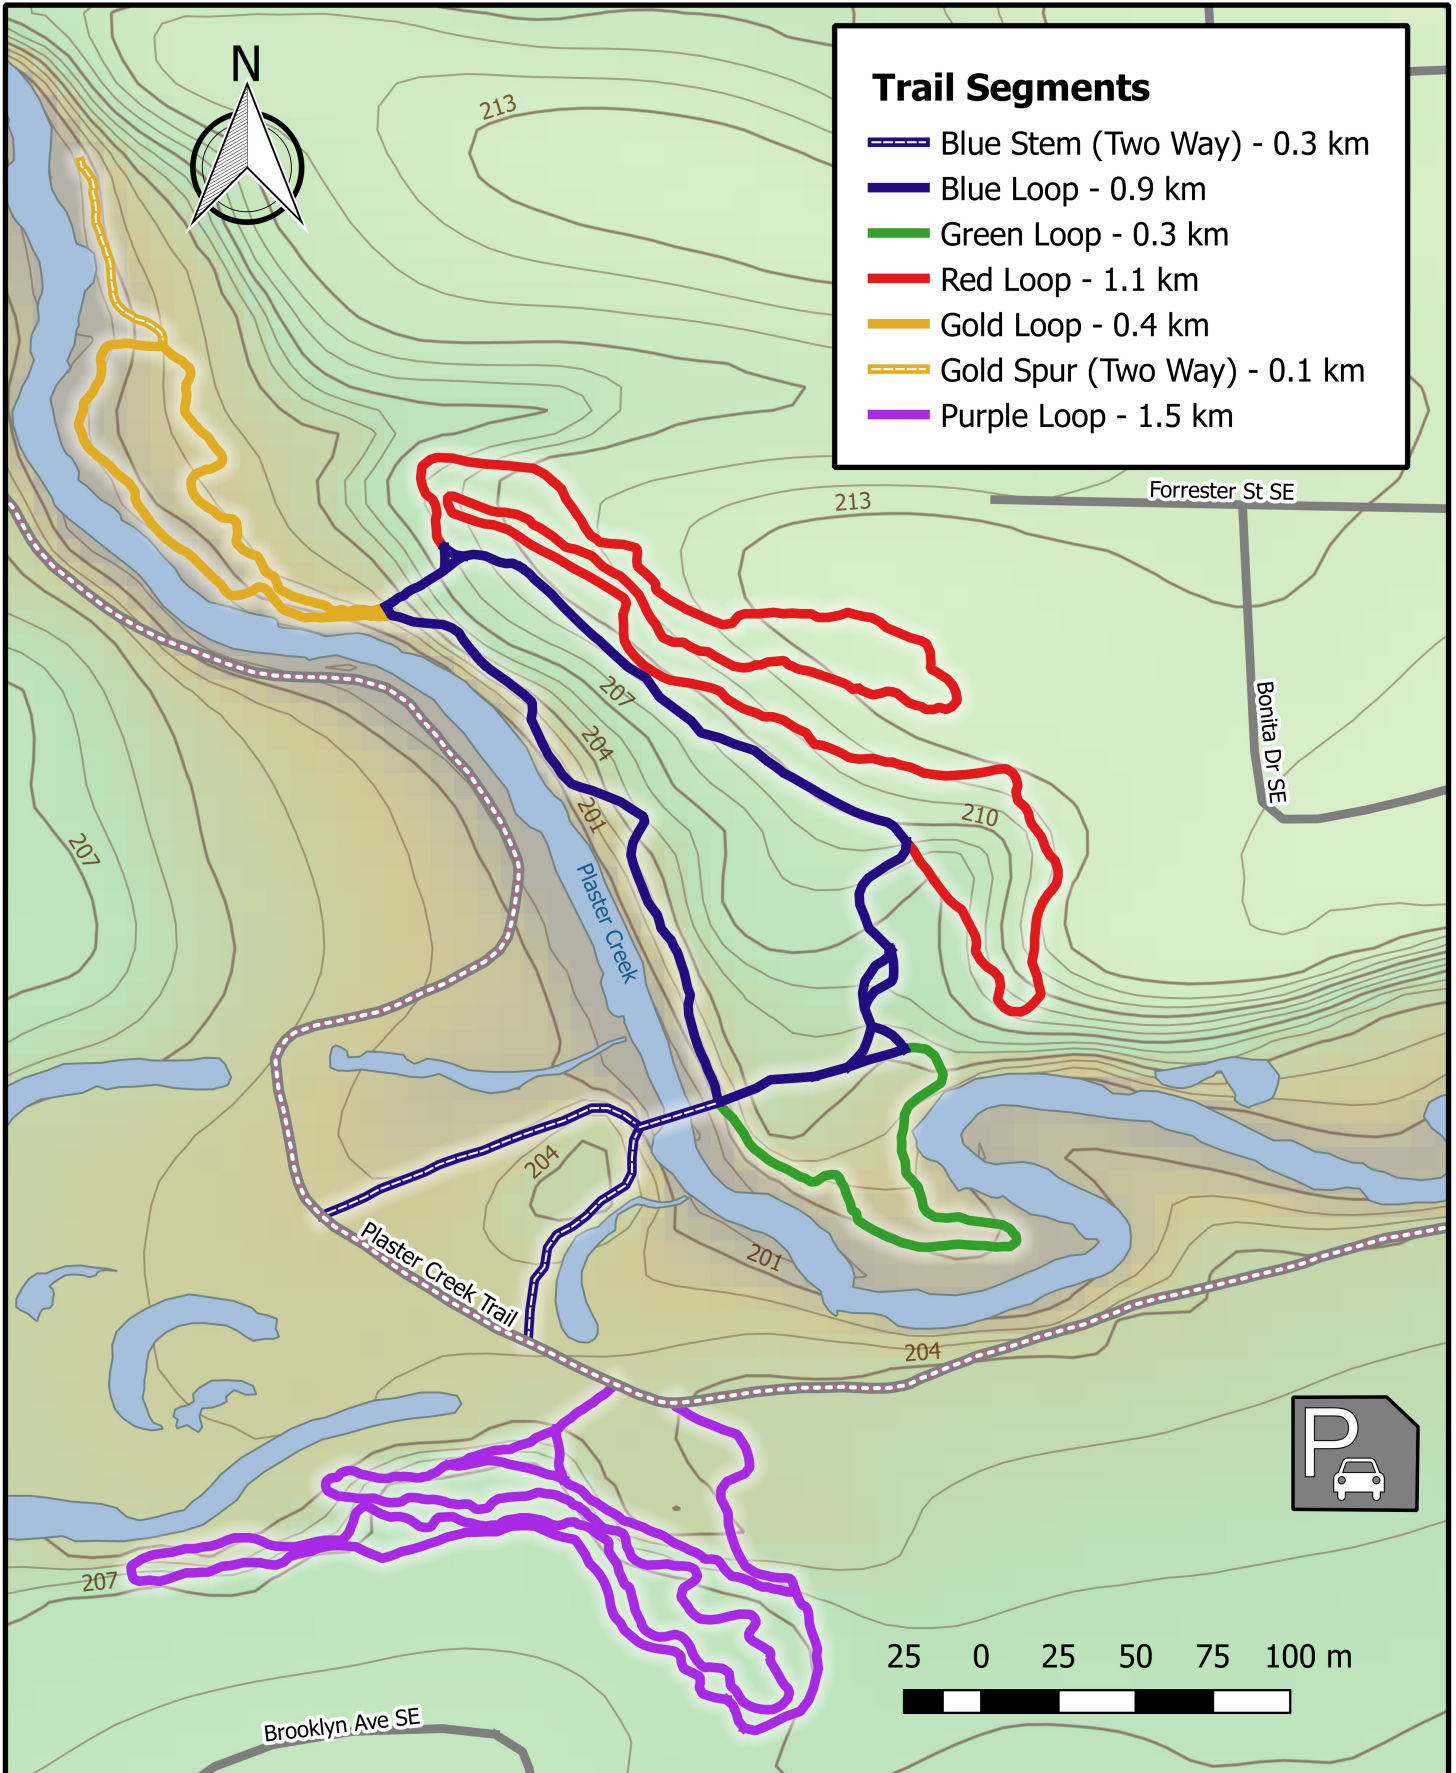 N
213
Trail Segments
Blue Stem (Two Way) - 0.3 km
Blue Loop - 0.9 km
Green Loop - 0.3 km
Red Loop - 1.1 km
Gold Loop - 0.4 km
Gold Spur (Two Way) - 0.1 km
Purple Loop - 1.5 km
213
Forrester St SE
Bonita Dr SE
207
204
201
210
207
Plaster Creek
204
Plaster Creek Trail
201
204
P
207
25 0 25 50 75 100 m
Brooklyn Ave SE